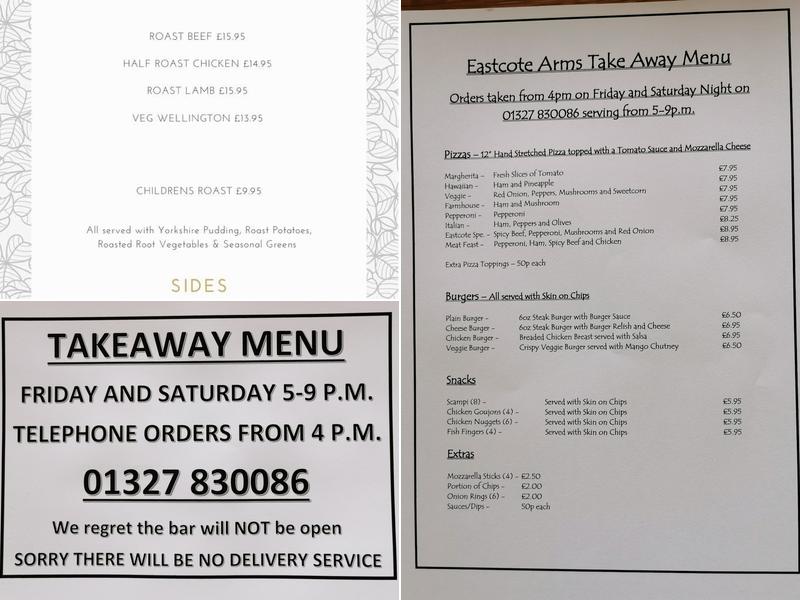 ROAST BEEF £15.95
HALF ROAST CHICKEN £14.95
ROAST LAMB £15.95
VEG WELLINGTON £13.95
CHILDRENS ROAST £9.95
All served with Yorkshire Pudding, Roast Potatoes,
Roasted Root Vegetables & Seasonal Greens
SIDES
TAKEAWAY MENU
FRIDAY AND SATURDAY 5-9 P.M.
TELEPHONE ORDERS FROM 4 P.M.
01327 830086
We regret the bar will NOT be open
SORRY THERE WILL BE NO DELIVERY SERVICE
Eastcote Arms Take Away Menu
Orders taken from 4pm on Friday and Saturday Night on
01327 830086 serving from 5-9p.m.
Pizzas – 12" Hand Stretched Pizza topped with a Tomato Sauce and Mozzarella Cheese
Margherita – Fresh Slices of Tomato £7.95
Hawaiian – Ham and Pineapple £7.95
Veggie – Red Onion, Peppers, Mushrooms and Sweetcorn £7.95
Farmhouse – Ham and Mushroom £7.95
Pepperoni – Pepperoni £7.95
Italian – Ham, Peppers and Olives £8.25
Eastcote Spe. – Spicy Beef, Pepperoni, Mushrooms and Red Onion £8.95
Meat Feast – Pepperoni, Ham, Spicy Beef and Chicken £8.95
Extra Pizza Toppings – 50p each
Burgers – All served with Skin on Chips
Plain Burger – 6oz Steak Burger with Burger Sauce £6.50
Cheese Burger – 6oz Steak Burger with Burger Relish and Cheese £6.95
Chicken Burger – Breaded Chicken Breast served with Salsa £6.95
Veggie Burger – Crispy Veggie Burger served with Mango Chutney £6.50
Snacks
Scampi (8) – Served with Skin on Chips £5.95
Chicken Goujons (4) – Served with Skin on Chips £5.95
Chicken Nuggets (6) – Served with Skin on Chips £5.95
Fish Fingers (4) – Served with Skin on Chips £5.95
Extras
Mozzarella Sticks (4) – £2.50
Portion of Chips – £2.00
Onion Rings (6) – £2.00
Sauces/Dips – 50p each